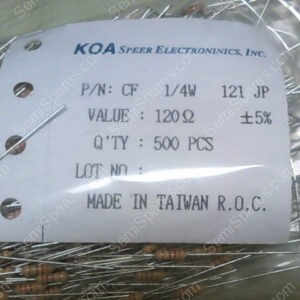 KOA SPEER ELECTRONINICS, INC.
P/N: CF 1/4W 121 JP
VALUE : 120Ω ±5%
Q'TY : 500 PCS
LOT NO :
MADE IN TAIWAN R.O.C.